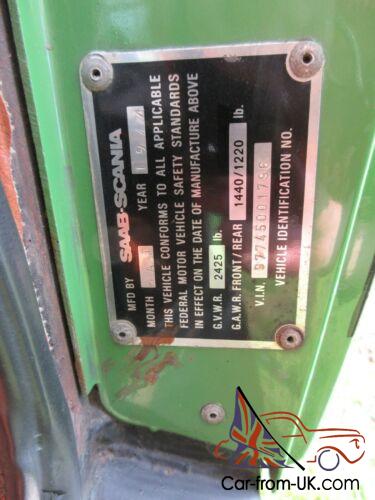 MFD BY SAAB-SCANIA
MONTH YEAR
THIS VEHICLE CONFORMS TO ALL APPLICABLE
FEDERAL MOTOR VEHICLE SAFETY STANDARDS
IN EFFECT ON THE DATE OF MANUFACTURE ABOVE
G.V.W.R. 2425 lb.
G.A.W.R. FRONT/REAR 1440/1220 lb.
V.I.N.
VEHICLE IDENTIFICATION NO.
Car-from-UK.com